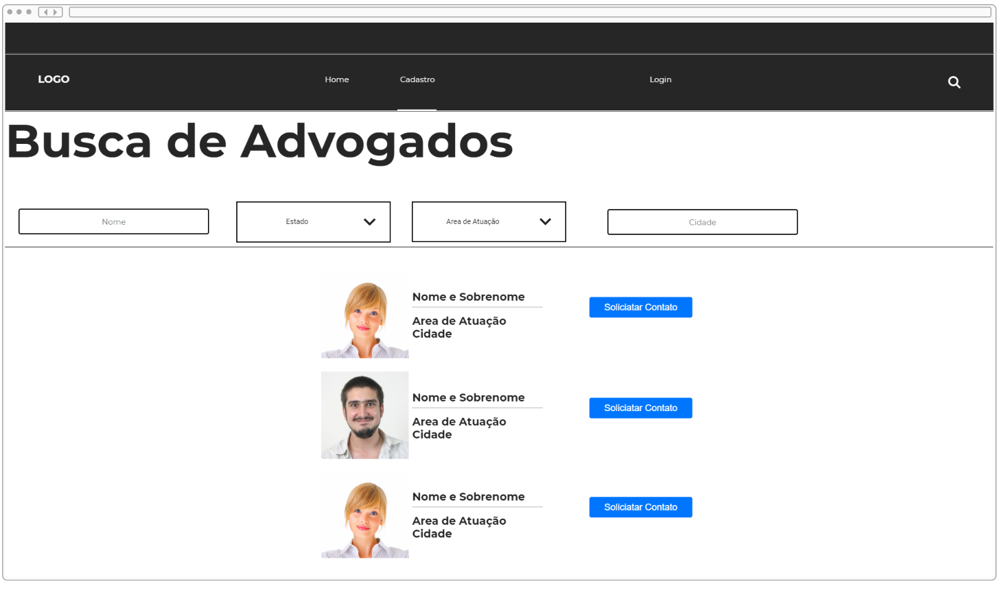 LOGO
Home
Cadastro
Login
Busca de Advogados
Nome
Estado
Area de Atuação
Cidade
Nome e Sobrenome
Area de Atuação
Cidade
Soliciatar Contato
Nome e Sobrenome
Area de Atuação
Cidade
Soliciatar Contato
Nome e Sobrenome
Area de Atuação
Cidade
Soliciatar Contato